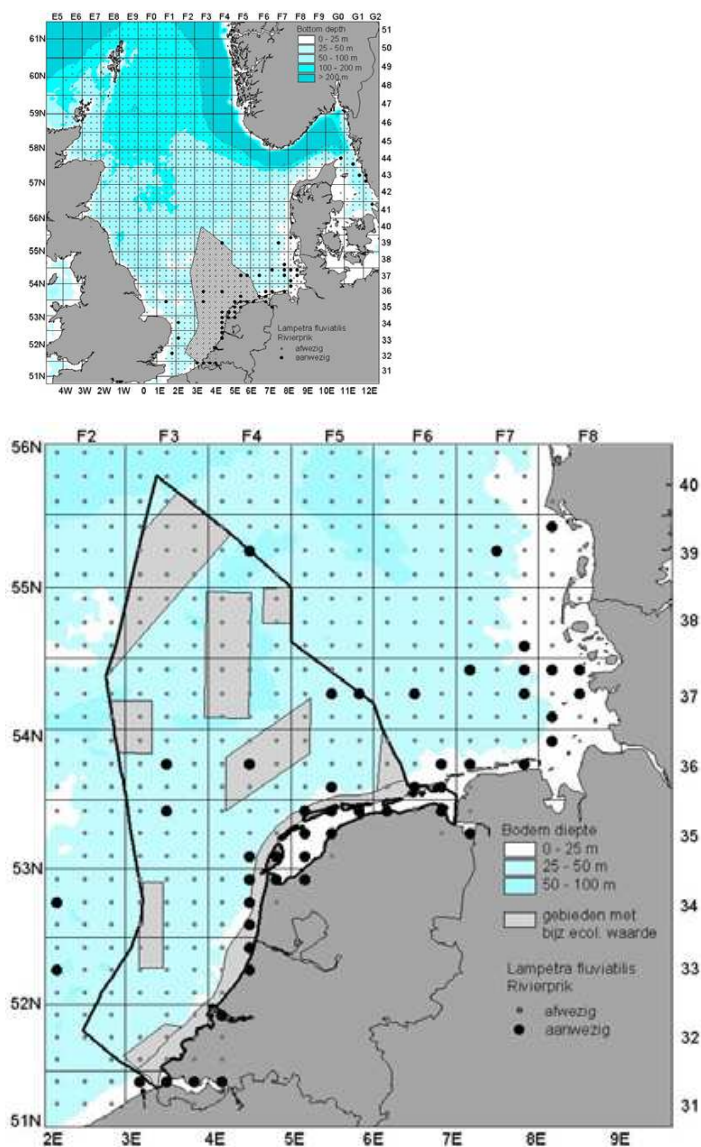 E5 E6 E7 E8 E9 F0 F1 F2 F3 F4 F5 F6 F7 F8 F9 G0 G1 G2
Bottom depth
0 - 25 m
25 - 50 m
50 - 100 m
100 - 200 m
> 200 m
61N
60N
59N
58N
57N
56N
55N
54N
53N
52N
51N
51
50
49
48
47
46
45
44
43
42
41
40
39
38
37
36
35
34
33
32
31
Lampetra fluviatilis
Rivierprik
afwezig
aanwezig
4W 3W 2W 1W 0 1E 2E 3E 4E 5E 6E 7E 8E 9E 10E 11E 12E
F2 F3 F4 F5 F6 F7 F8
56N
55N
54N
53N
52N
51N
40
39
38
37
36
35
34
33
32
31
Bodem diepte
0 - 25 m
25 - 50 m
50 - 100 m
gebieden met
bijz ecol. waarde
Lampetra fluviatilis
Rivierprik
afwezig
aanwezig
2E 3E 4E 5E 6E 7E 8E 9E